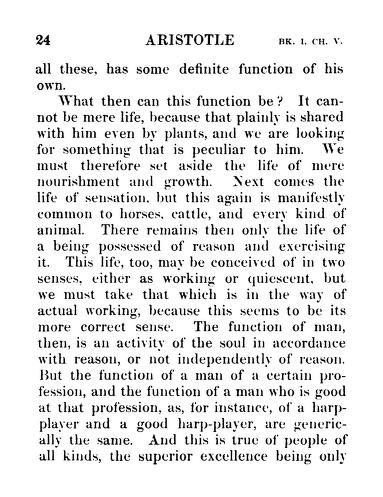 24 ARISTOTLE BK. I. CH. V.
all these, has some definite function of his
own.
What then can this function be? It can-
not be mere life, because that plainly is shared
with him even by plants, and we are looking
for something that is peculiar to him. We
must therefore set aside the life of mere
nourishment and growth. Next comes the
life of sensation, but this again is manifestly
common to horses, cattle, and every kind of
animal. There remains then only the life of
a being possessed of reason and exercising
it. This life, too, may be conceived of in two
senses, either as working or quiescent, but
we must take that which is in the way of
actual working, because this seems to be its
more correct sense. The function of man,
then, is an activity of the soul in accordance
with reason, or not independently of reason.
But the function of a man of a certain pro-
fession, and the function of a man who is good
at that profession, as, for instance, of a harp-
player and a good harp-player, are generic-
ally the same. And this is true of people of
all kinds, the superior excellence being only